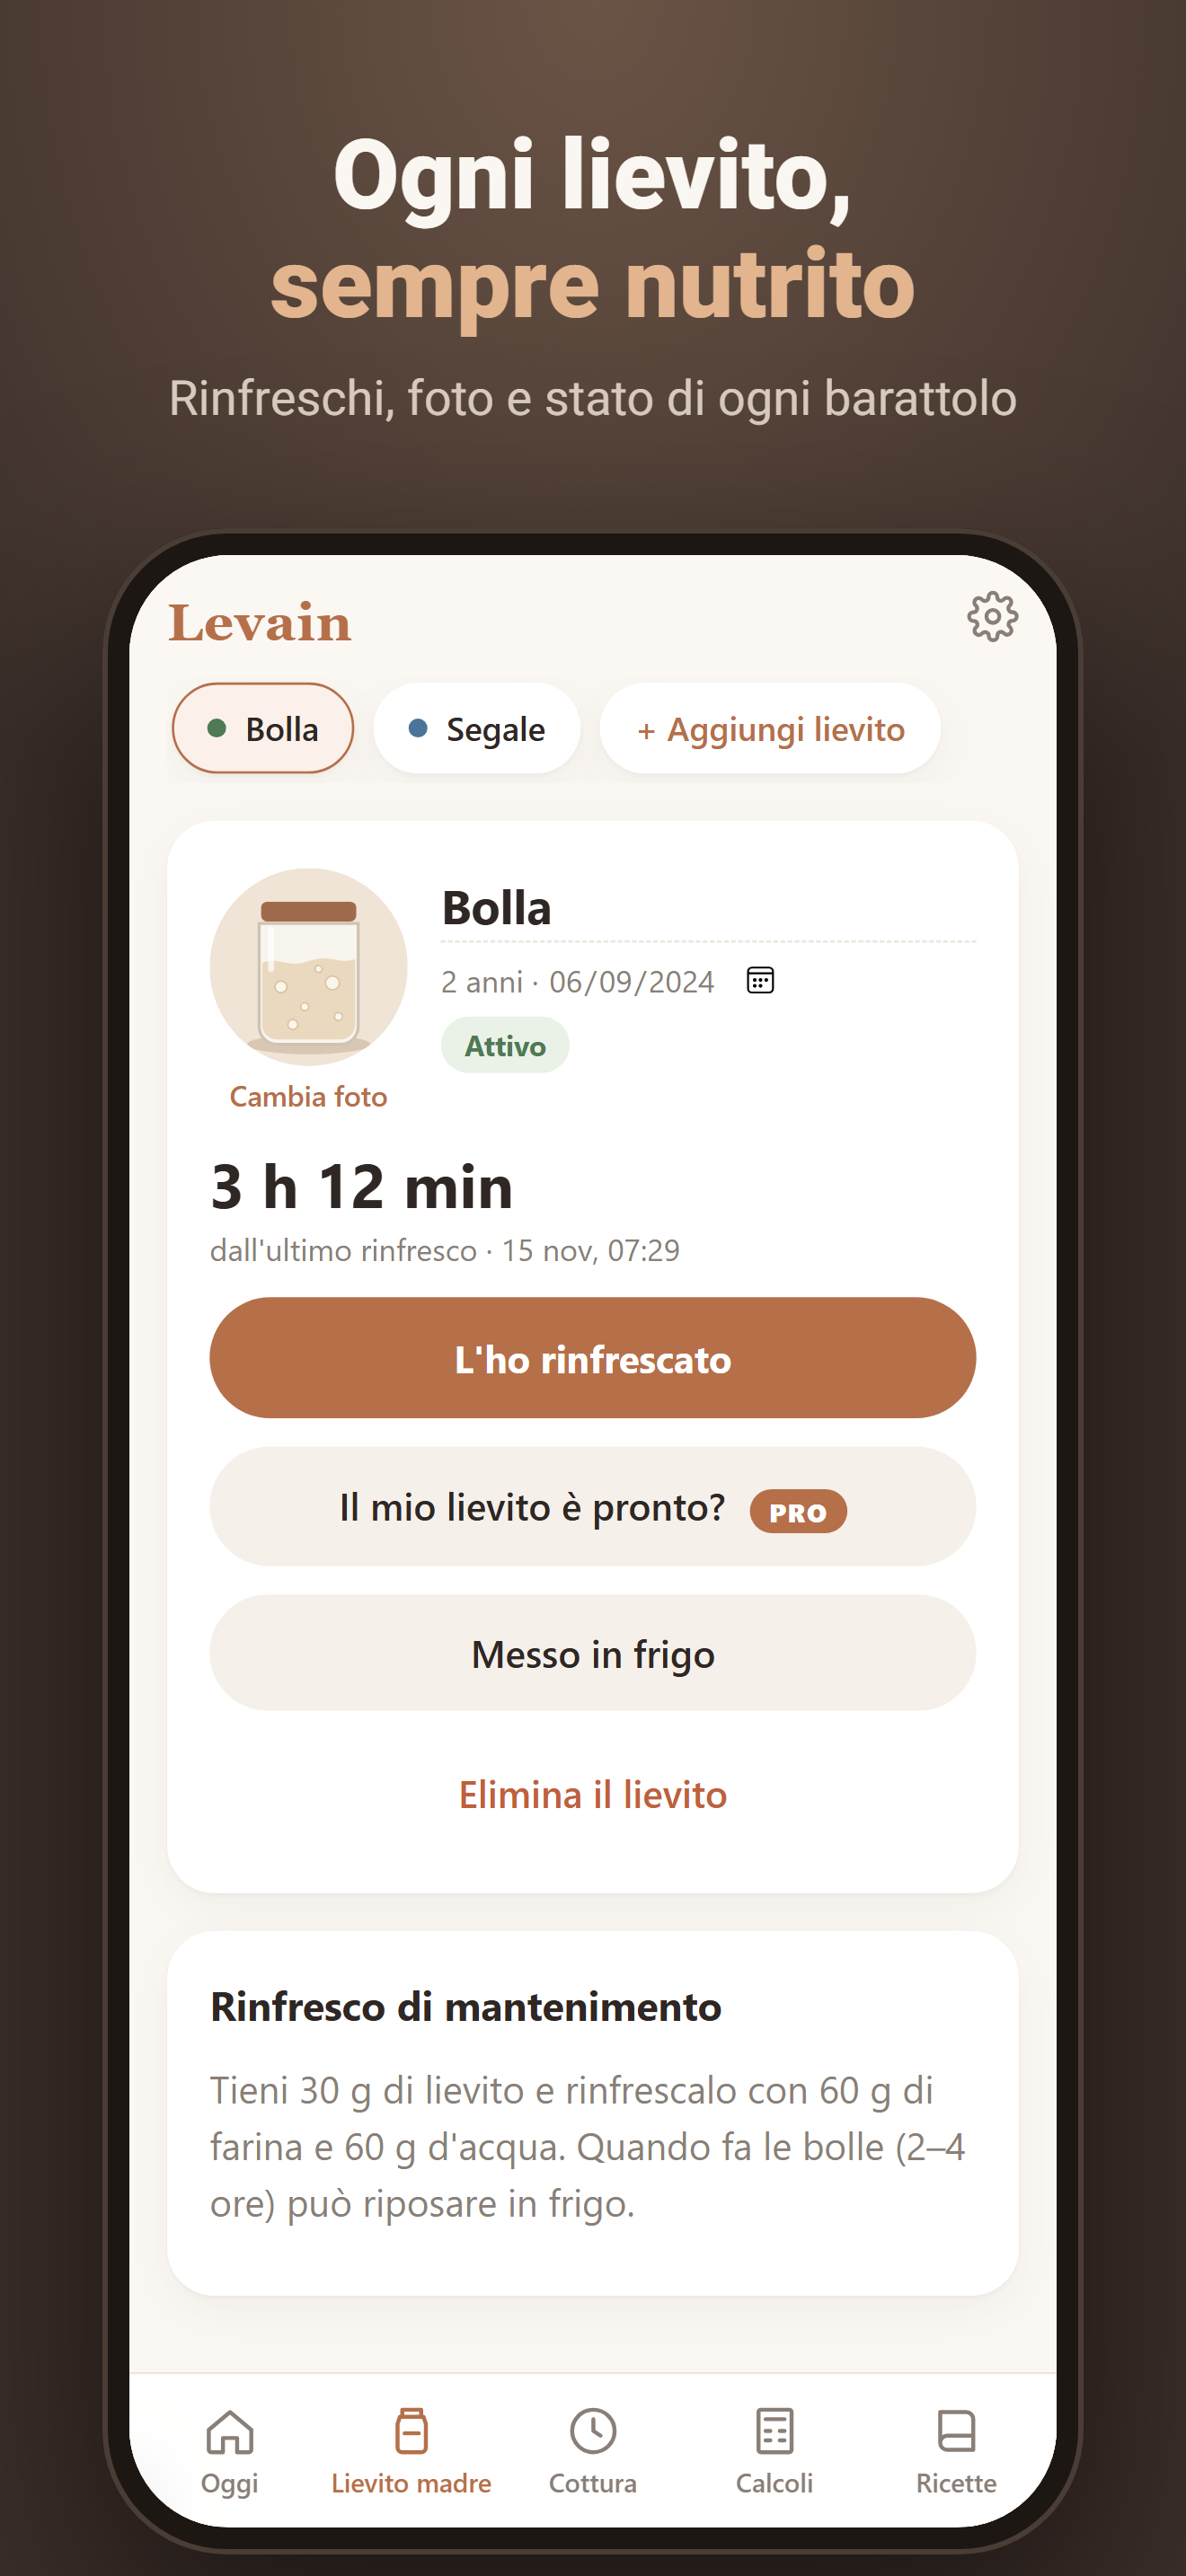 Ogni lievito,
sempre nutrito
Rinfreschi, foto e stato di ogni barattolo
Levain
Bolla
Segale
+ Aggiungi lievito
Bolla
2 anni · 06/09/2024
Attivo
Cambia foto
3 h 12 min
dall'ultimo rinfresco · 15 nov, 07:29
L'ho rinfrescato
Il mio lievito è pronto? PRO
Messo in frigo
Elimina il lievito
Rinfresco di mantenimento
Tieni 30 g di lievito e rinfrescalo con 60 g di
farina e 60 g d'acqua. Quando fa le bolle (2–4
ore) può riposare in frigo.
Oggi
Lievito madre
Cottura
Calcoli
Ricette